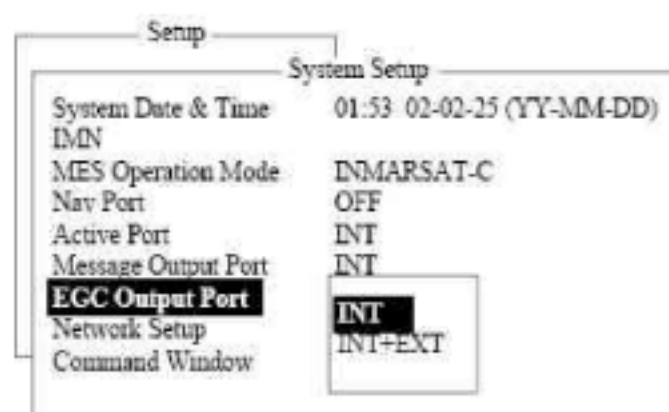 Setup
System Setup
System Date & Time 01:53 02-02-25 (YY-MM-DD)
IMN
MES Operation Mode INMARSAT-C
Nav Port OFF
Active Port INT
Message Output Port INT
EGC Output Port INT
Network Setup INT+EXT
Command Window